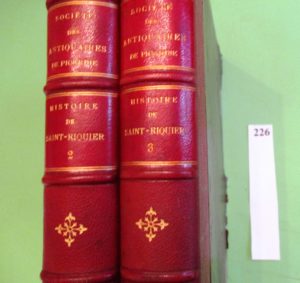 SOCIÉTÉ
DES
ANTIQUAIRES
DE PICARDIE
HISTOIRE
DE
SAINT-RIQUIER
2
SOCIÉTÉ
DES
ANTIQUAIRES
DE PICARDIE
HISTOIRE
DE
SAINT-RIQUIER
3
226